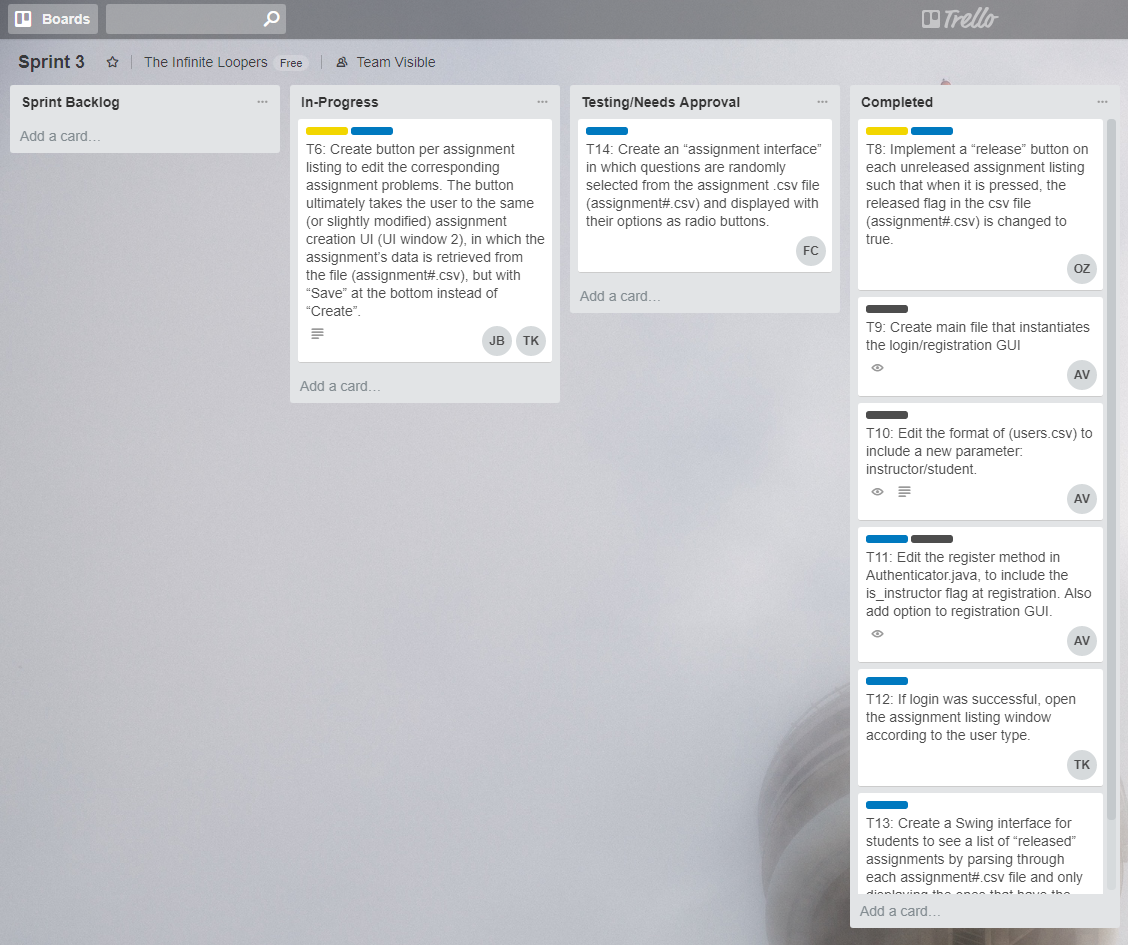 Boards
Trello
Sprint 3
The Infinite Loopers Free
Team Visible
Sprint Backlog
Add a card…
In-Progress
T6: Create button per assignment
listing to edit the corresponding
assignment problems. The button
ultimately takes the user to the same
(or slightly modified) assignment
creation UI (UI window 2), in which the
assignment’s data is retrieved from
the file (assignment#.csv), but with
“Save” at the bottom instead of
“Create”.
JB TK
Add a card…
Testing/Needs Approval
T14: Create an “assignment interface”
in which questions are randomly
selected from the assignment .csv file
(assignment#.csv) and displayed with
their options as radio buttons.
FC
Add a card…
Completed
T8: Implement a “release” button on
each unreleased assignment listing
such that when it is pressed, the
released flag in the csv file
(assignment#.csv) is changed to
true.
OZ
T9: Create main file that instantiates
the login/registration GUI
AV
T10: Edit the format of (users.csv) to
include a new parameter:
instructor/student.
AV
T11: Edit the register method in
Authenticator.java, to include the
is_instructor flag at registration. Also
add option to registration GUI.
AV
T12: If login was successful, open
the assignment listing window
according to the user type.
TK
T13: Create a Swing interface for
students to see a list of “released”
assignments by parsing through
each assignment#.csv file and only
displaying the ones that have the
Add a card…